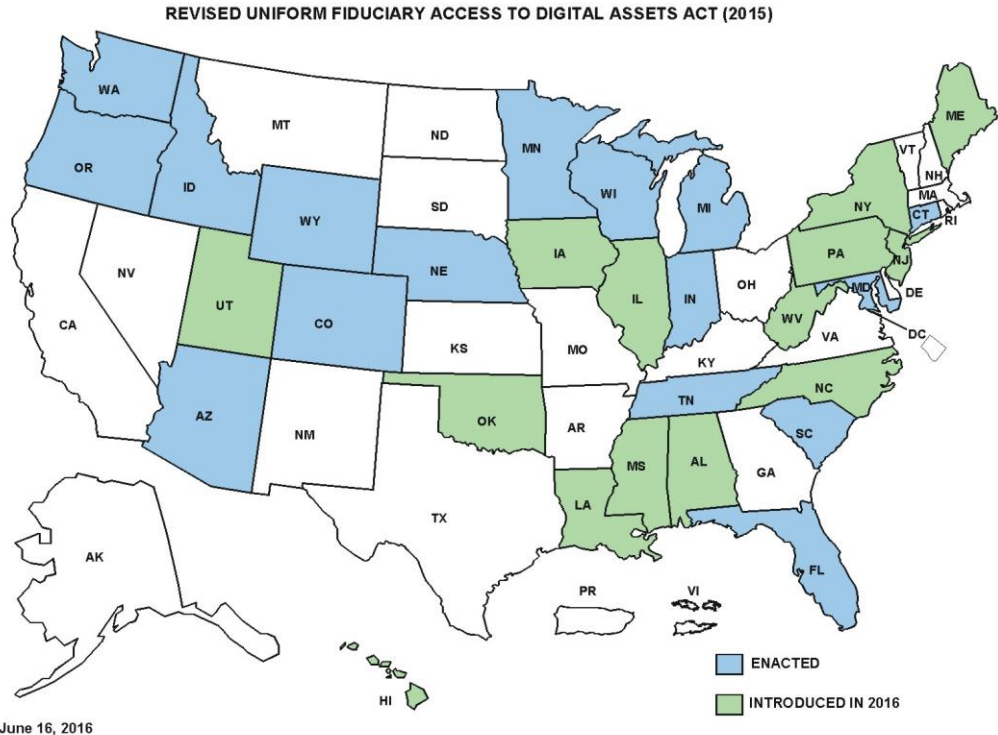 REVISED UNIFORM FIDUCIARY ACCESS TO DIGITAL ASSETS ACT (2015)
WA
MT
ND
MN
ME
VT
NH
OR
ID
WY
SD
WI
MI
NY
MA
CT
RI
NV
UT
NE
IA
PA
NJ
CA
CO
IL
IN
OH
MD
DE
WV
VA
DC
KS
MO
KY
AZ
NM
OK
AR
TN
NC
SC
MS
AL
GA
LA
TX
FL
AK
PR
VI
HI
ENACTED
INTRODUCED IN 2016
June 16, 2016